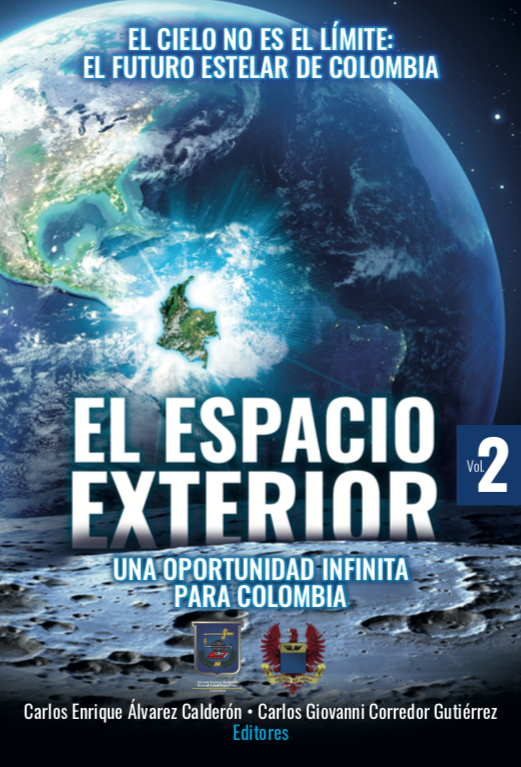 EL CIELO NO ES EL LÍMITE:
EL FUTURO ESTELAR DE COLOMBIA
EL ESPACIO
EXTERIOR
Vol. 2
UNA OPORTUNIDAD INFINITA
PARA COLOMBIA
Carlos Enrique Álvarez Calderón • Carlos Giovanni Corredor Gutiérrez
Editores